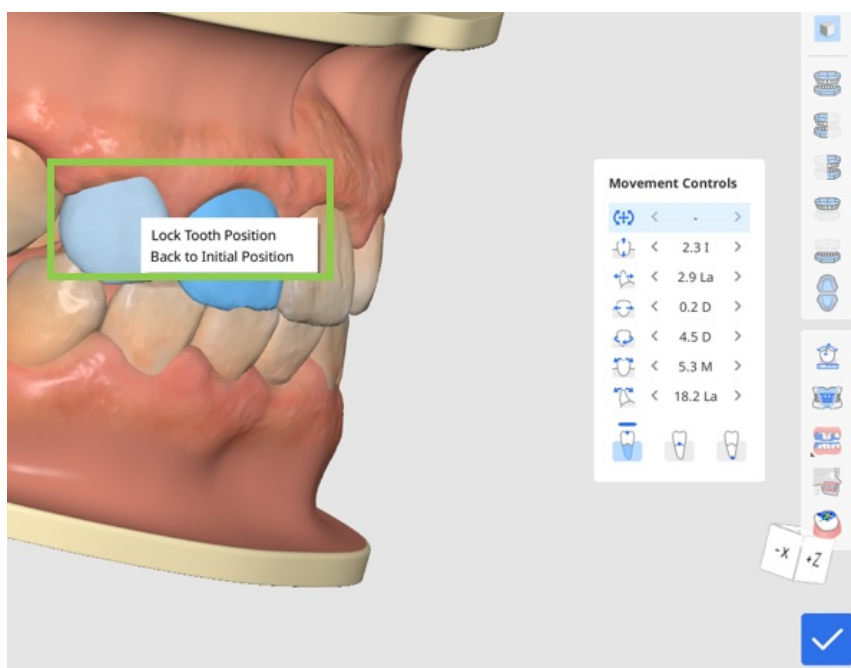 Lock Tooth Position
Back to Initial Position
Movement Controls
-
2.3 I
2.9 La
0.2 D
4.5 D
5.3 M
18.2 La
-X +Z